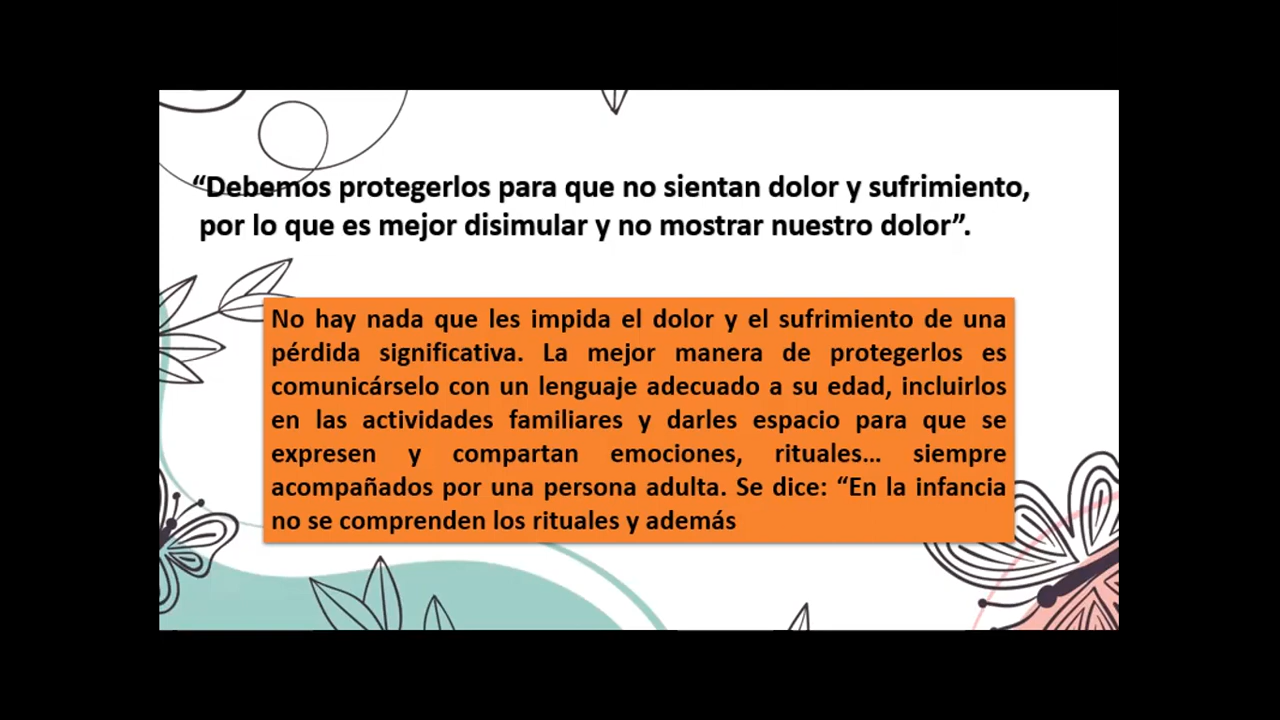 “Debemos protegerlos para que no sientan dolor y sufrimiento,
por lo que es mejor disimular y no mostrar nuestro dolor”.
No hay nada que les impida el dolor y el sufrimiento de una
pérdida significativa. La mejor manera de protegerlos es
comunicárselo con un lenguaje adecuado a su edad, incluirlos
en las actividades familiares y darles espacio para que se
expresen y compartan emociones, rituales… siempre
acompañados por una persona adulta. Se dice: “En la infancia
no se comprenden los rituales y además